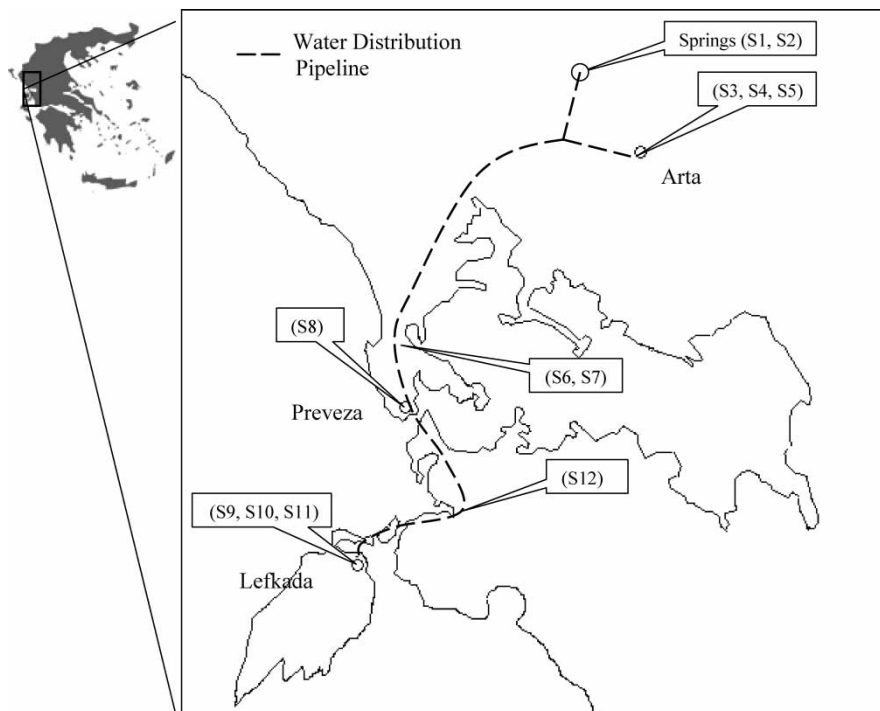 Water Distribution
Pipeline
Springs (S1, S2)
(S3, S4, S5)
Arta
(S8)
(S6, S7)
Preveza
(S12)
(S9, S10, S11)
Lefkada